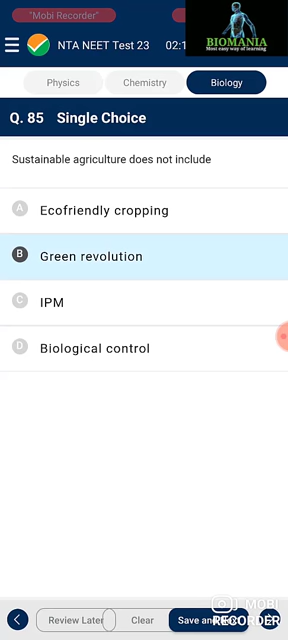 "Mobi Recorder"
BIOMANIA
Most easy way of learning
NTA NEET Test 23
Physics
Chemistry
Biology
Q. 85 Single Choice
Sustainable agriculture does not include
A Ecofriendly cropping
B Green revolution
C IPM
D Biological control
MOBI
RECORDER
Review Later
Clear